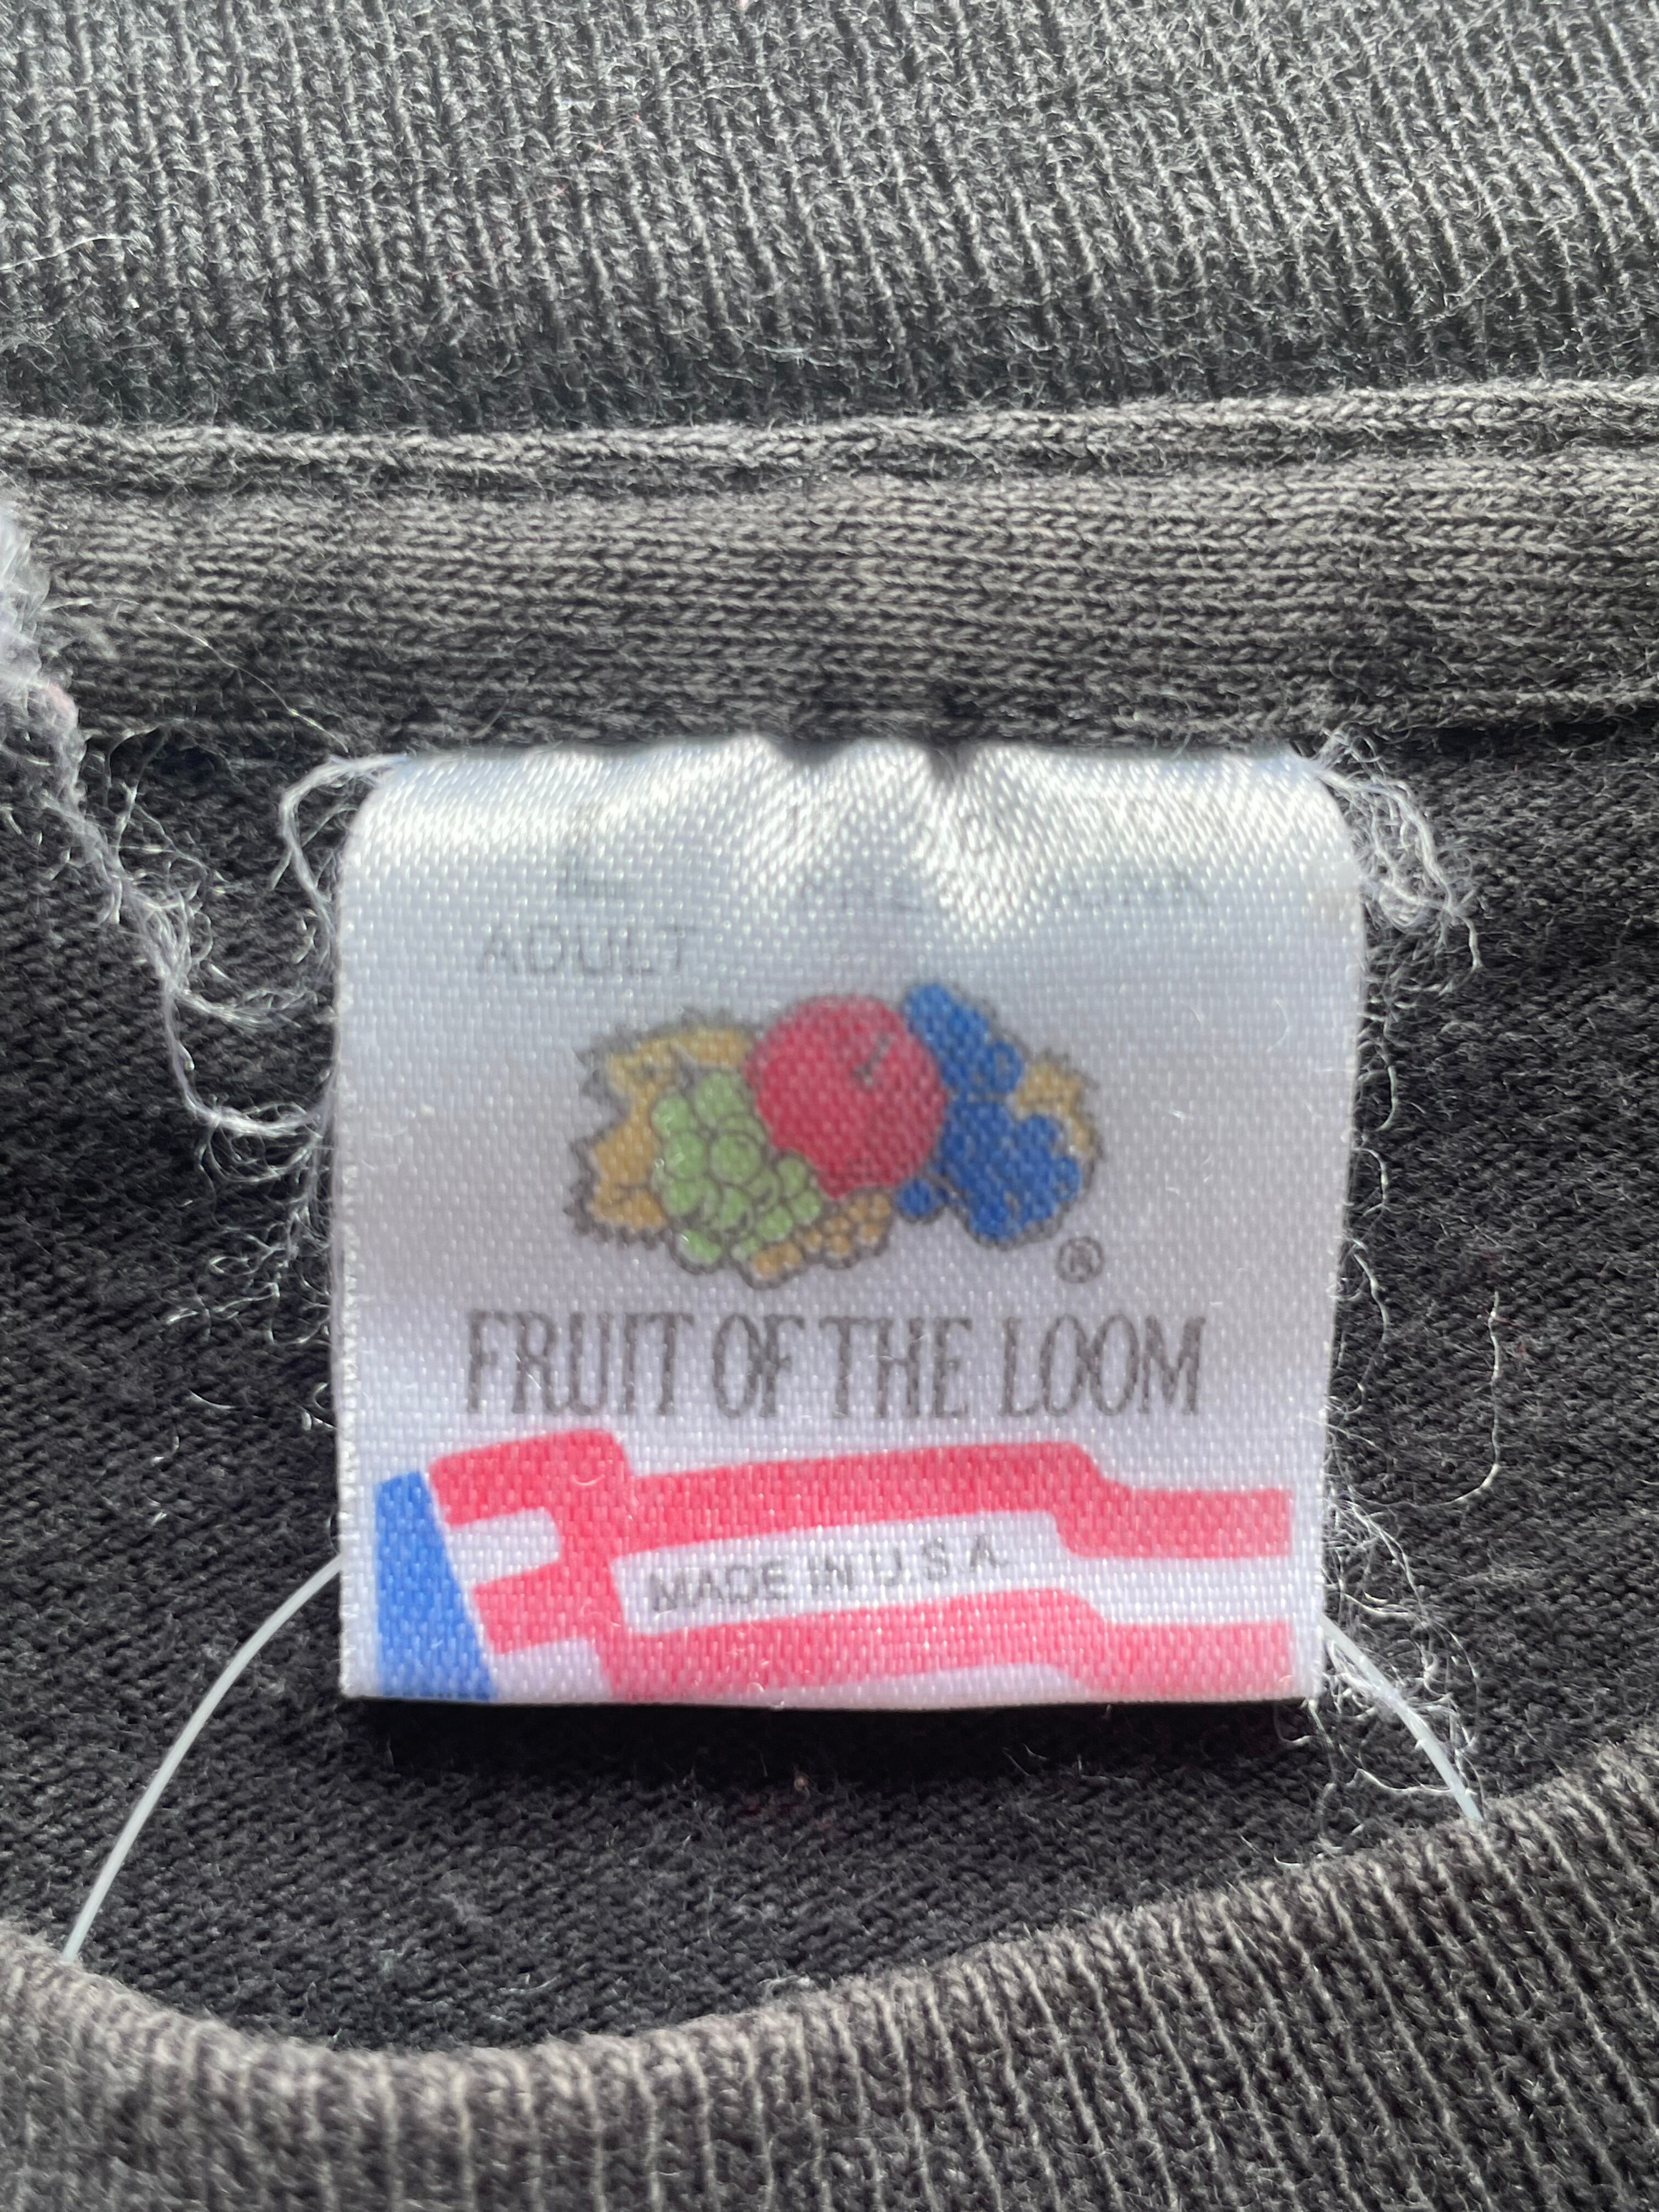 ADULT
®
FRUIT OF THE LOOM
MADE IN U.S.A.